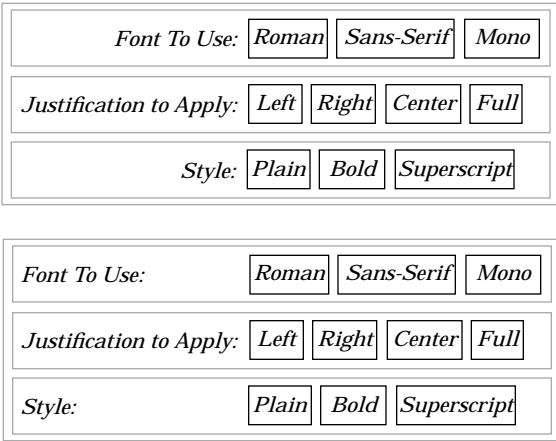 Font To Use: Roman Sans-Serif Mono
Justification to Apply: Left Right Center Full
Style: Plain Bold Superscript
Font To Use: Roman Sans-Serif Mono
Justification to Apply: Left Right Center Full
Style: Plain Bold Superscript